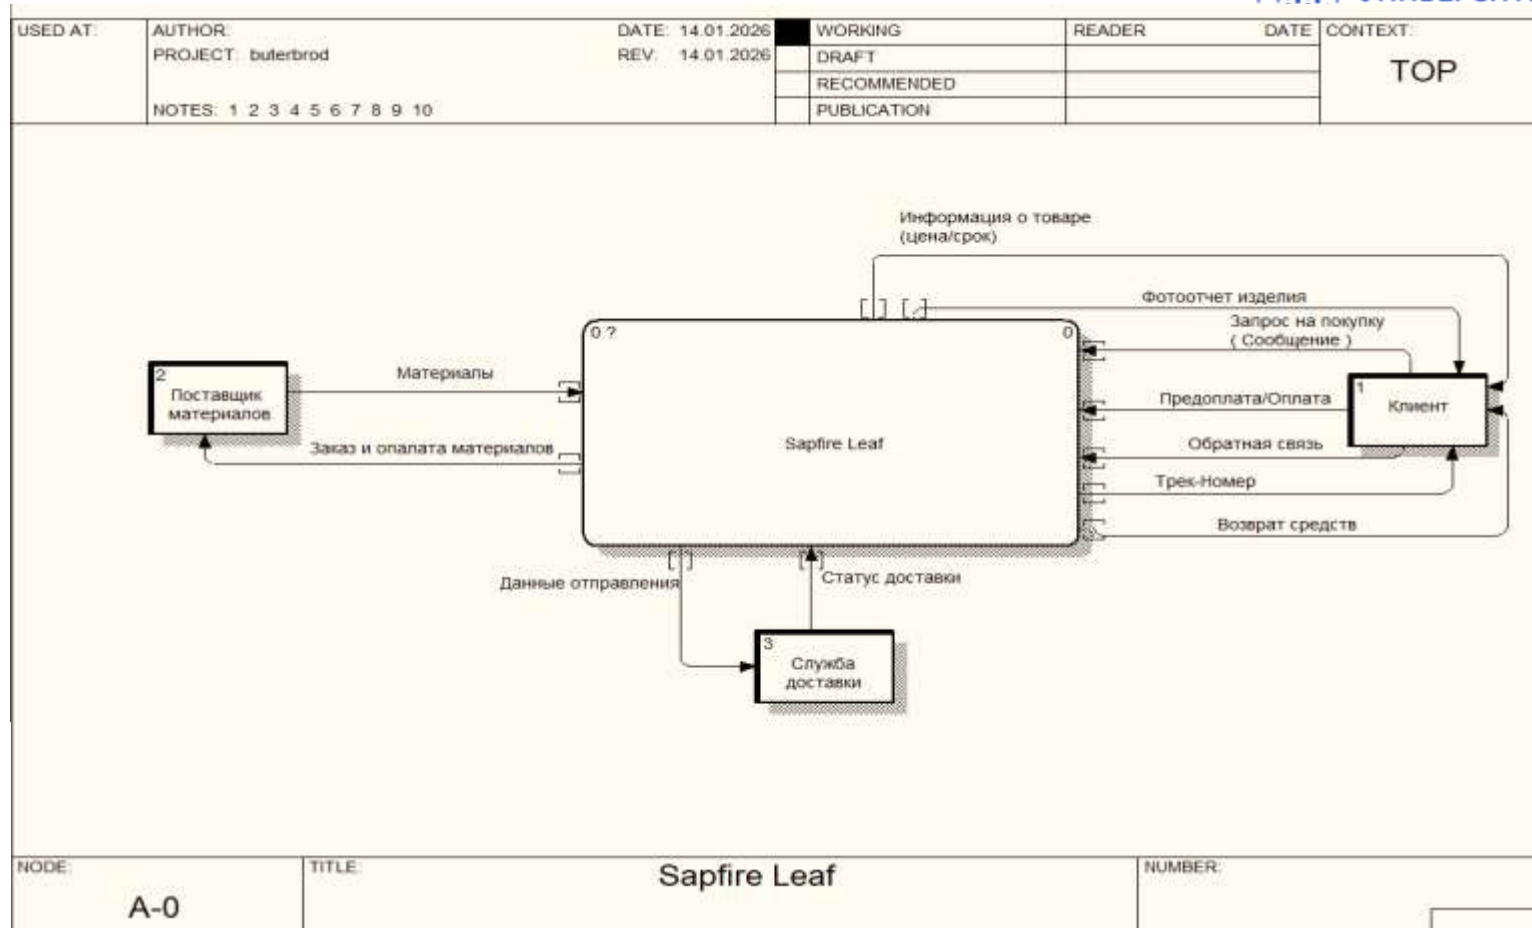 USED AT:
AUTHOR:
DATE: 14.01.2026
WORKING
READER
DATE
CONTEXT:
PROJECT: buterbrod
REV: 14.01.2026
DRAFT
TOP
RECOMMENDED
NOTES: 1 2 3 4 5 6 7 8 9 10
PUBLICATION
Информация о товаре
(цена/срок)
Фотоотчет изделия
Запрос на покупку
( Сообщение )
0 ?
0
2
Поставщик
материалов
Материалы
1
Клиент
Предоплата/Оплата
Заказ и опалата материалов
Sapfire Leaf
Обратная связь
Трек-Номер
Возврат средств
Данные отправления
Статус доставки
3
Служба
доставки
NODE:
TITLE:
Sapfire Leaf
NUMBER:
A-0